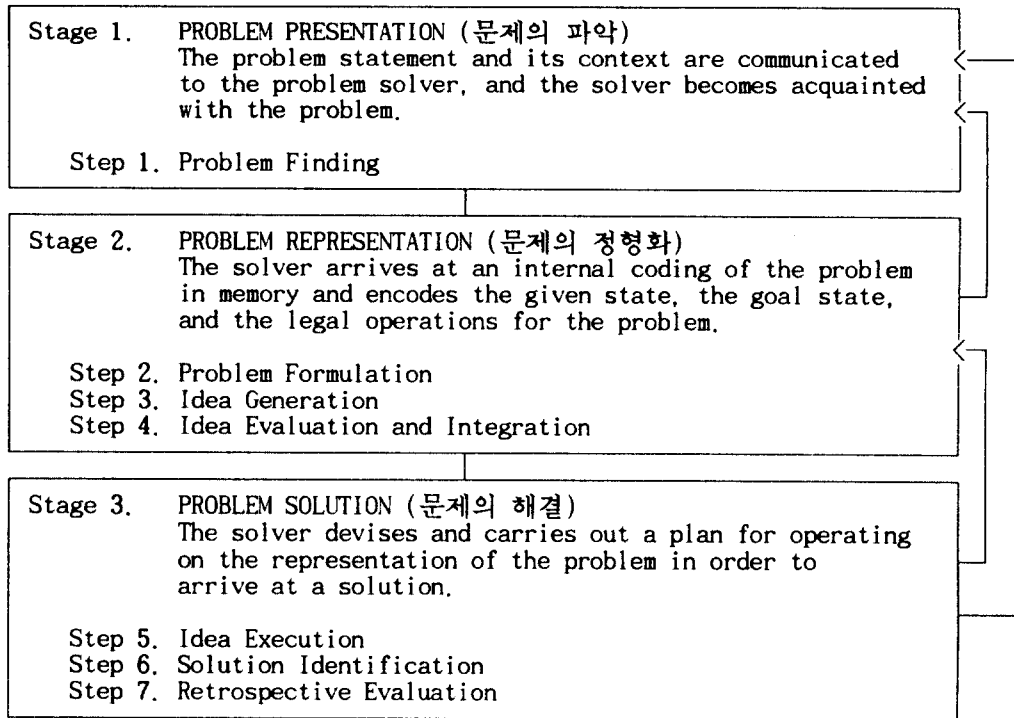 Stage 1. PROBLEM PRESENTATION (문제의 파악)
The problem statement and its context are communicated
to the problem solver, and the solver becomes acquainted
with the problem.
Step 1. Problem Finding
Stage 2. PROBLEM REPRESENTATION (문제의 정형화)
The solver arrives at an internal coding of the problem
in memory and encodes the given state, the goal state,
and the legal operations for the problem.
Step 2. Problem Formulation
Step 3. Idea Generation
Step 4. Idea Evaluation and Integration
Stage 3. PROBLEM SOLUTION (문제의 해결)
The solver devises and carries out a plan for operating
on the representation of the problem in order to
arrive at a solution.
Step 5. Idea Execution
Step 6. Solution Identification
Step 7. Retrospective Evaluation